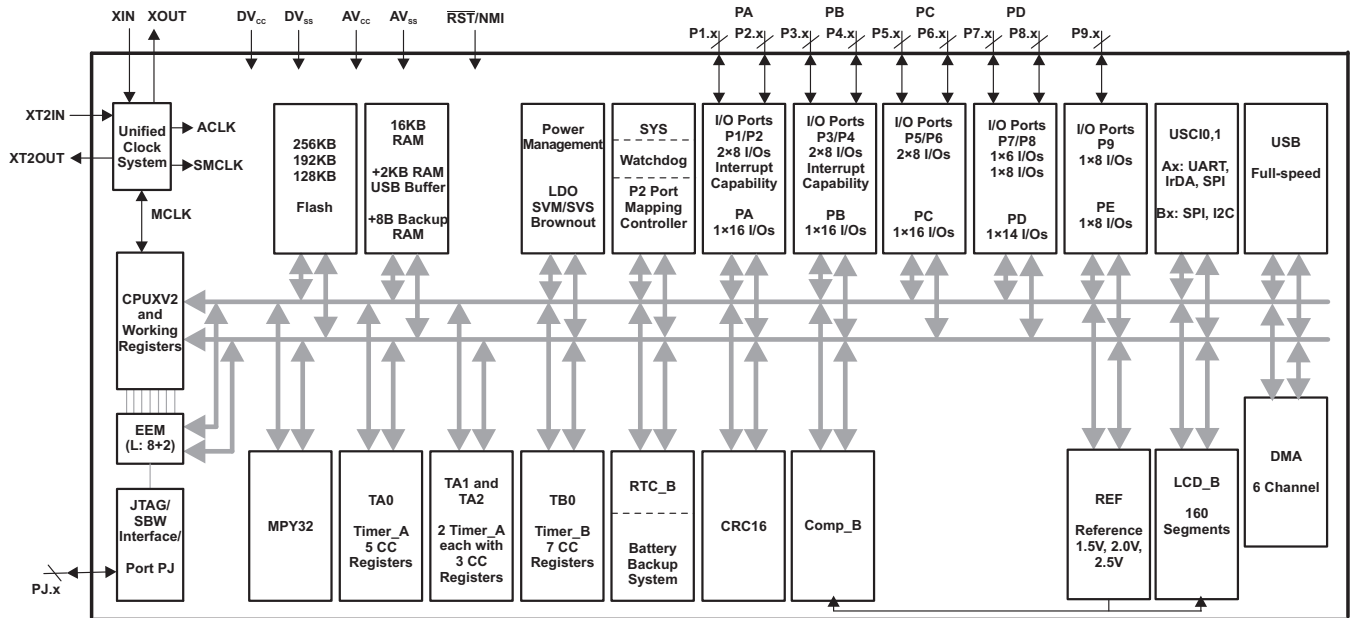 XIN
XOUT
DVCC
DVSS
AVCC
AVSS
RST/NMI
PA
PB
PC
PD
P1.x
P2.x
P3.x
P4.x
P5.x
P6.x
P7.x
P8.x
P9.x
XT2IN
XT2OUT
Unified
Clock
System
ACLK
SMCLK
MCLK
256KB
192KB
128KB
Flash
16KB
RAM
+2KB RAM
USB Buffer
+8B Backup
RAM
Power
Management
LDO
SVM/SVS
Brownout
SYS
Watchdog
P2 Port
Mapping
Controller
I/O Ports
P1/P2
2×8 I/Os
Interrupt
Capability
PA
1×16 I/Os
I/O Ports
P3/P4
2×8 I/Os
Interrupt
Capability
PB
1×16 I/Os
I/O Ports
P5/P6
2×8 I/Os
PC
1×16 I/Os
I/O Ports
P7/P8
1×6 I/Os
1×8 I/Os
PD
1×14 I/Os
I/O Ports
P9
1×8 I/Os
PE
1×8 I/Os
USCI0,1
Ax: UART,
IrDA, SPI
Bx: SPI, I2C
USB
Full-speed
CPUXV2
and
Working
Registers
EEM
(L: 8+2)
JTAG/
SBW
Interface/
Port PJ
PJ.x
MPY32
TA0
Timer_A
5 CC
Registers
TA1 and
TA2
2 Timer_A
each with
3 CC
Registers
TB0
Timer_B
7 CC
Registers
RTC_B
Battery
Backup
System
CRC16
Comp_B
REF
Reference
1.5V, 2.0V,
2.5V
LCD_B
160
Segments
DMA
6 Channel